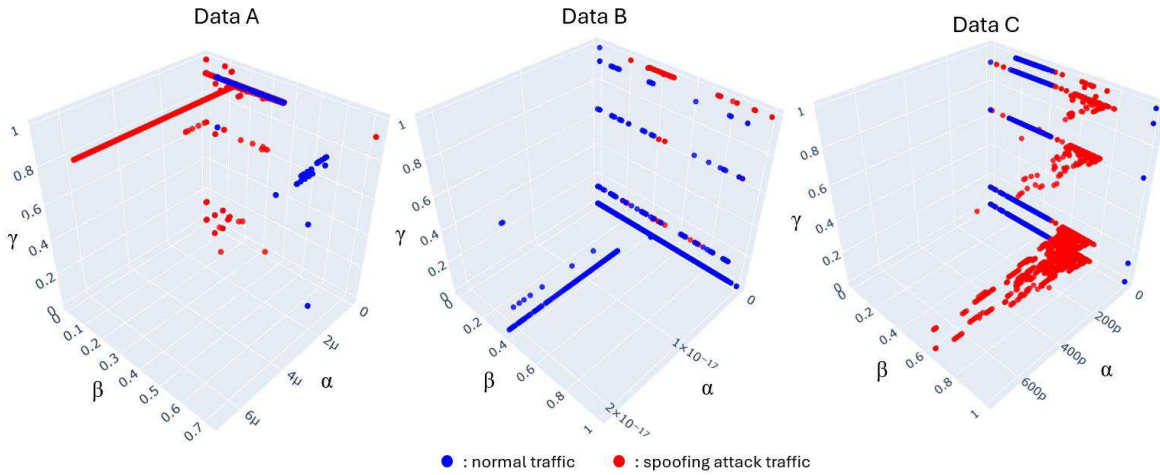 Data A
Data B
Data C
1
0.8
0.6
γ
0.4
0.2
0
0
0.1
0.2
0.3
β
0.4
0.5
0.6
0.7
6μ
4μ
α
2μ
0
1
0.8
0.6
γ
0.4
0.2
0
0
0.2
0.4
β
0.6
0.8
1
2×10⁻¹⁷
α
1×10⁻¹⁷
0
1
0.8
0.6
γ
0.4
0.2
0
0
0.2
0.4
β
0.6
0.8
1
600p
400p
α
200p
0
: normal traffic
: spoofing attack traffic